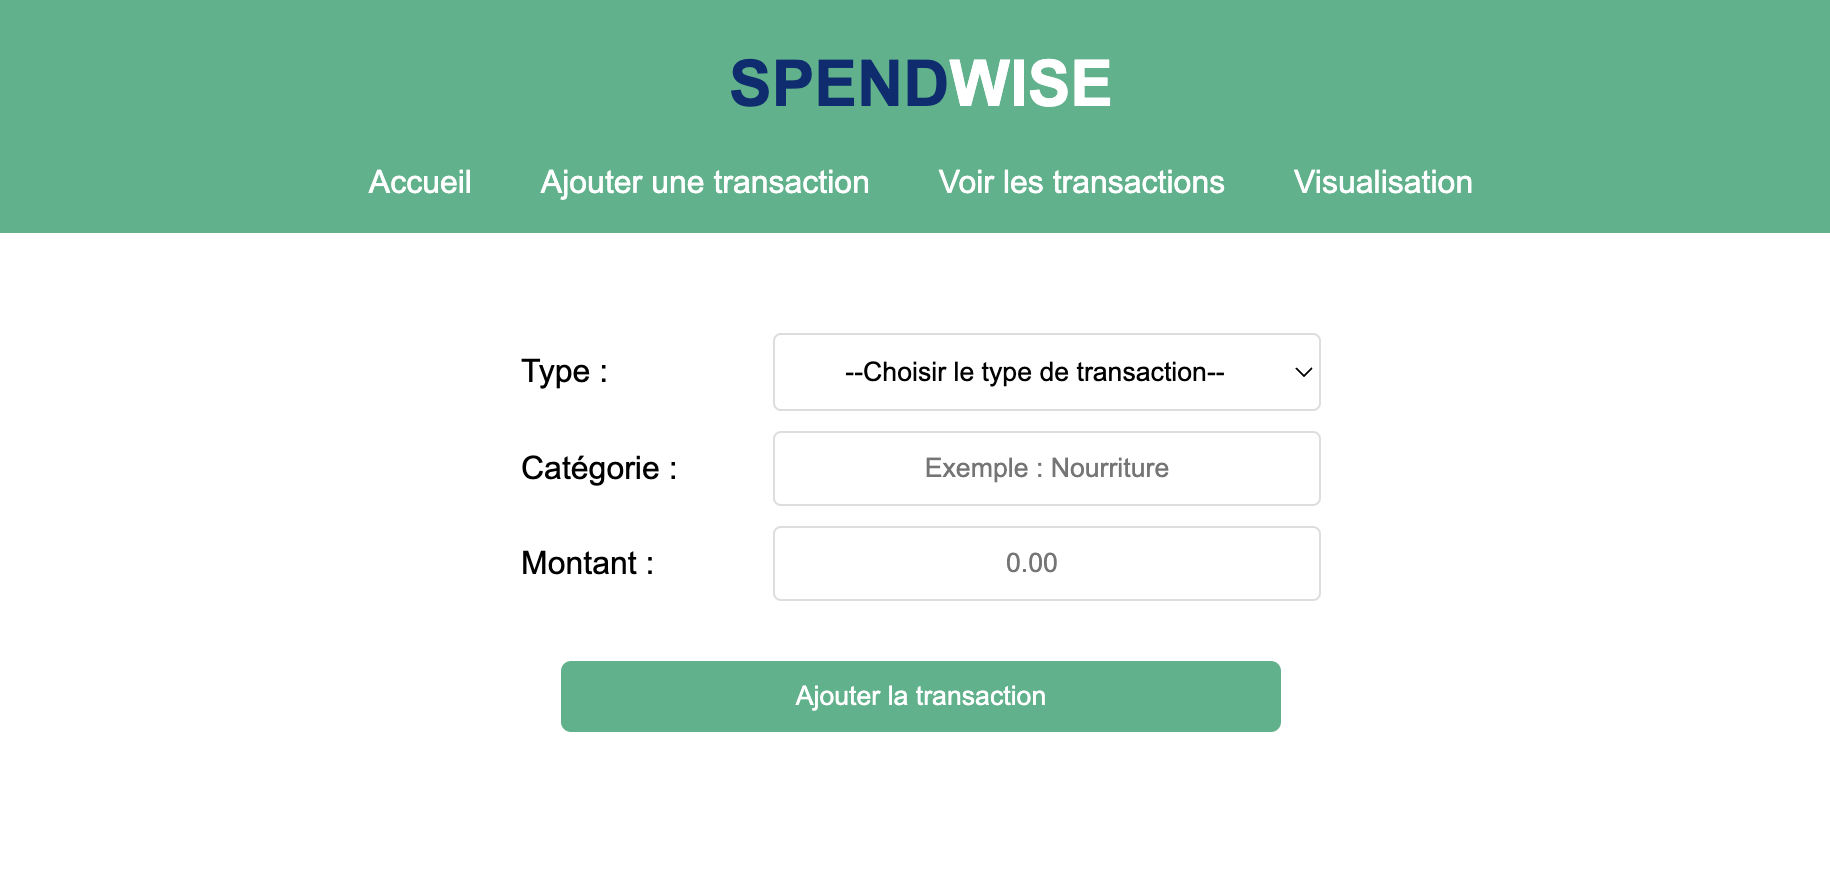 SPENDWISE
Accueil Ajouter une transaction Voir les transactions Visualisation
Type : --Choisir le type de transaction--
Catégorie : Exemple : Nourriture
Montant : 0.00
Ajouter la transaction